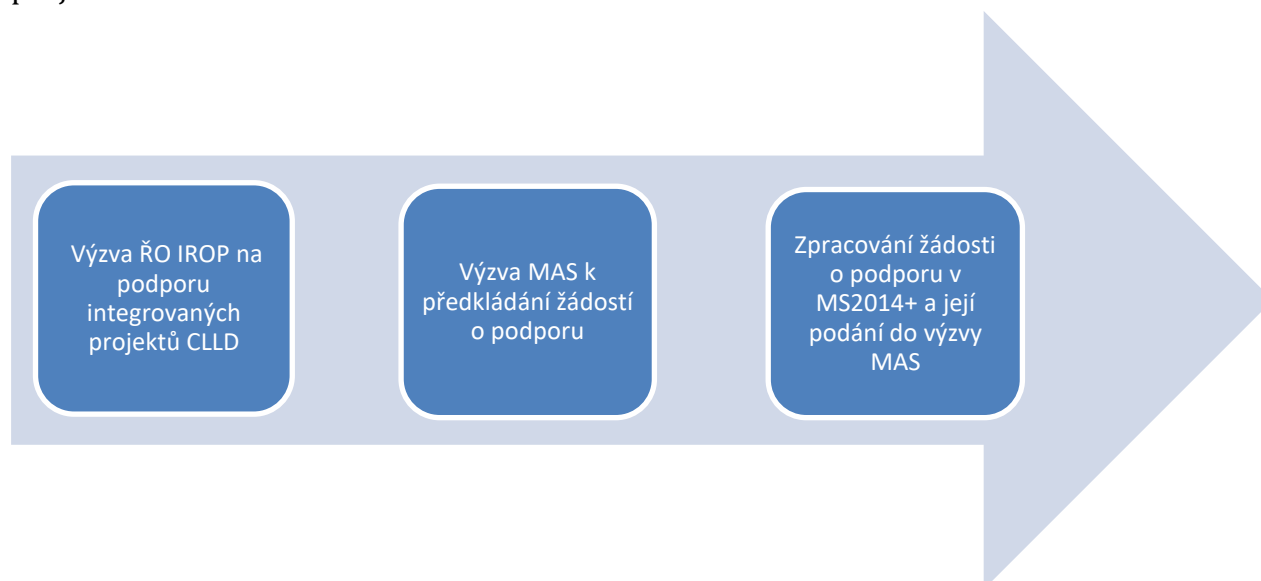 Výzva ŘO IROP na
podporu
integrovaných
projektů CLLD
Výzva MAS k
předkládání žádostí
o podporu
Zpracování žádosti
o podporu v
MS2014+ a její
podání do výzvy
MAS